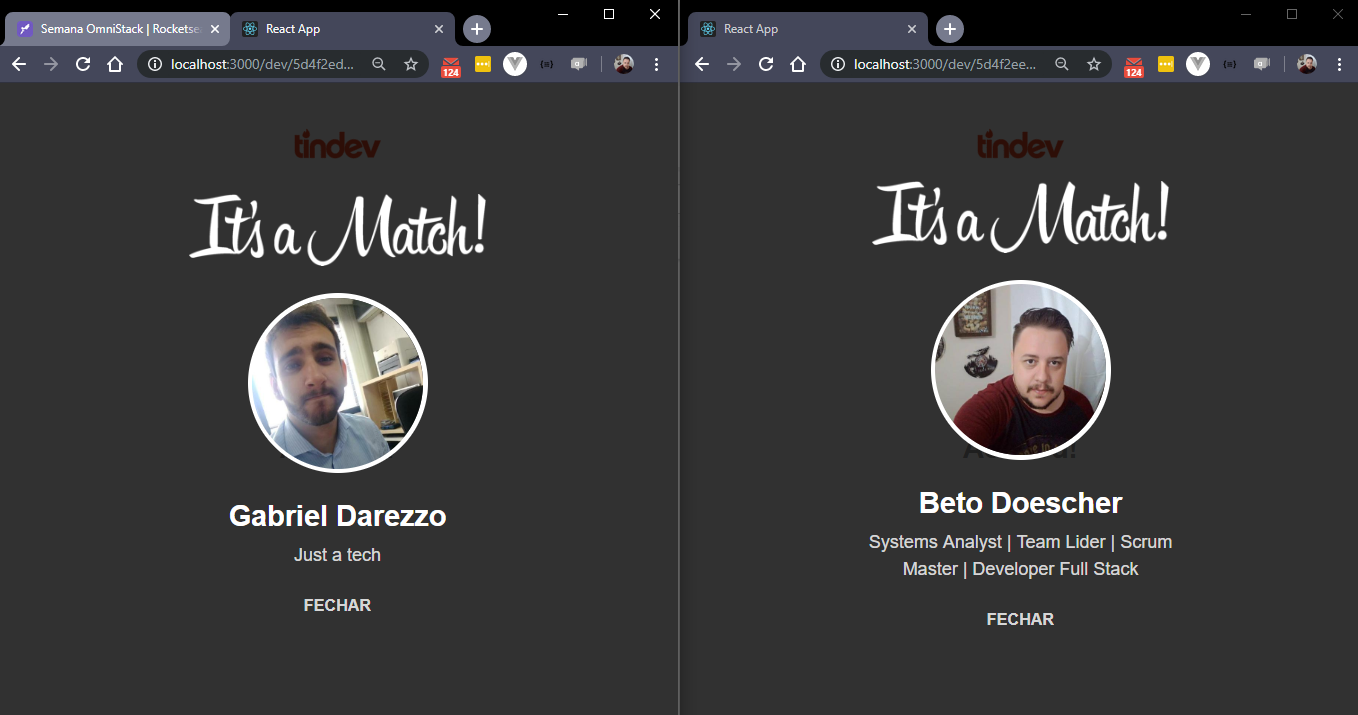 Semana OmniStack | Rocketsea
React App
localhost:3000/dev/5d4f2ed...
124
tindev
It's a Match!
Gabriel Darezzo
Just a tech
FECHAR
React App
localhost:3000/dev/5d4f2ee...
124
tindev
It's a Match!
Beto Doescher
Systems Analyst | Team Lider | Scrum
Master | Developer Full Stack
FECHAR